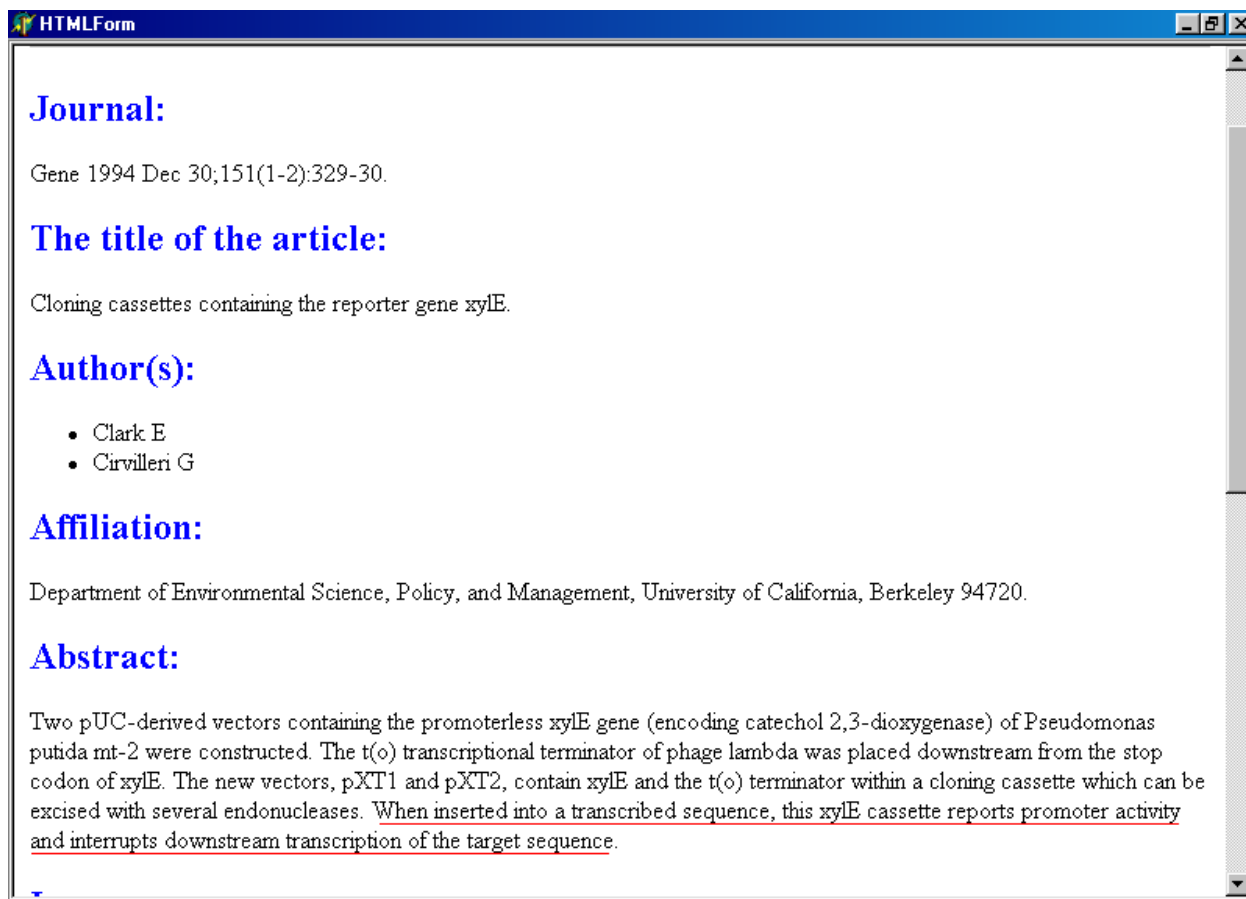 HTMLForm
Journal:
Gene 1994 Dec 30;151(1-2):329-30.
The title of the article:
Cloning cassettes containing the reporter gene xylE.
Author(s):
Clark E
Cirvilleri G
Affiliation:
Department of Environmental Science, Policy, and Management, University of California, Berkeley 94720.
Abstract:
Two pUC-derived vectors containing the promoterless xylE gene (encoding catechol 2,3-dioxygenase) of Pseudomonas
putida mt-2 were constructed. The t(o) transcriptional terminator of phage lambda was placed downstream from the stop
codon of xylE. The new vectors, pXT1 and pXT2, contain xylE and the t(o) terminator within a cloning cassette which can be
excised with several endonucleases. When inserted into a transcribed sequence, this xylE cassette reports promoter activity
and interrupts downstream transcription of the target sequence.